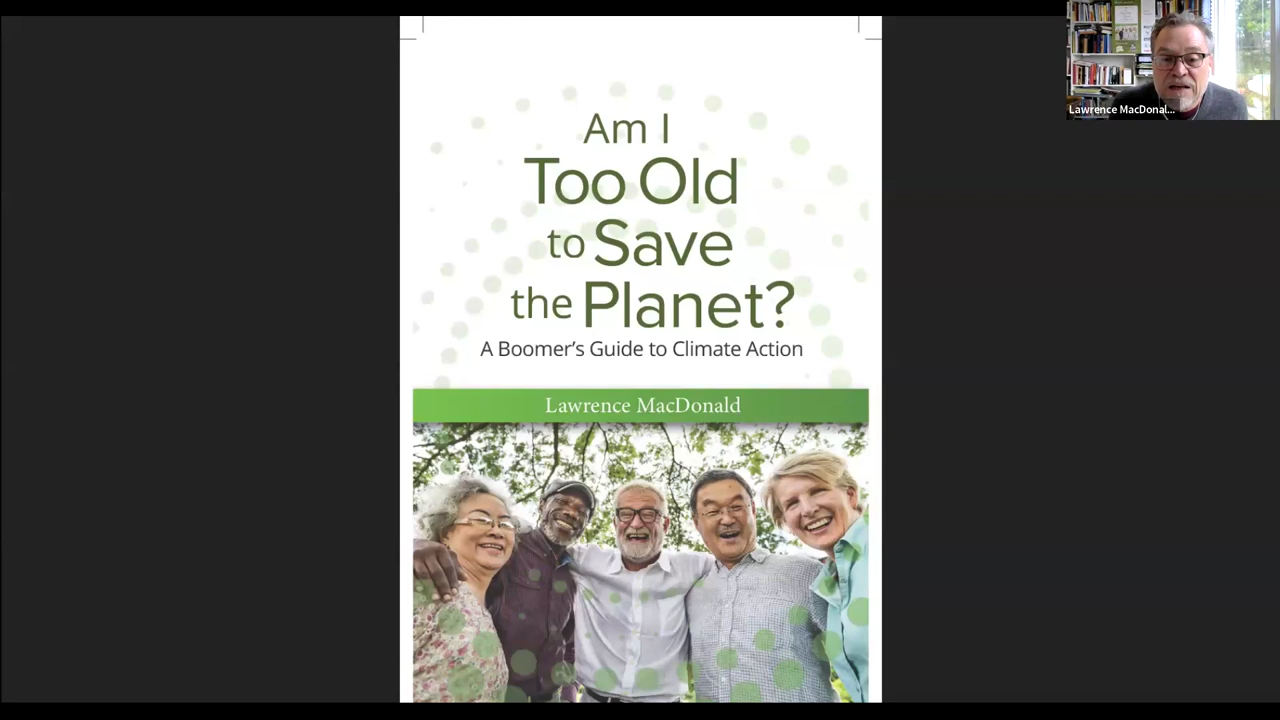 Am I
Too Old
to Save
the Planet?
A Boomer's Guide to Climate Action
Lawrence MacDonald
Lawrence MacDonal...